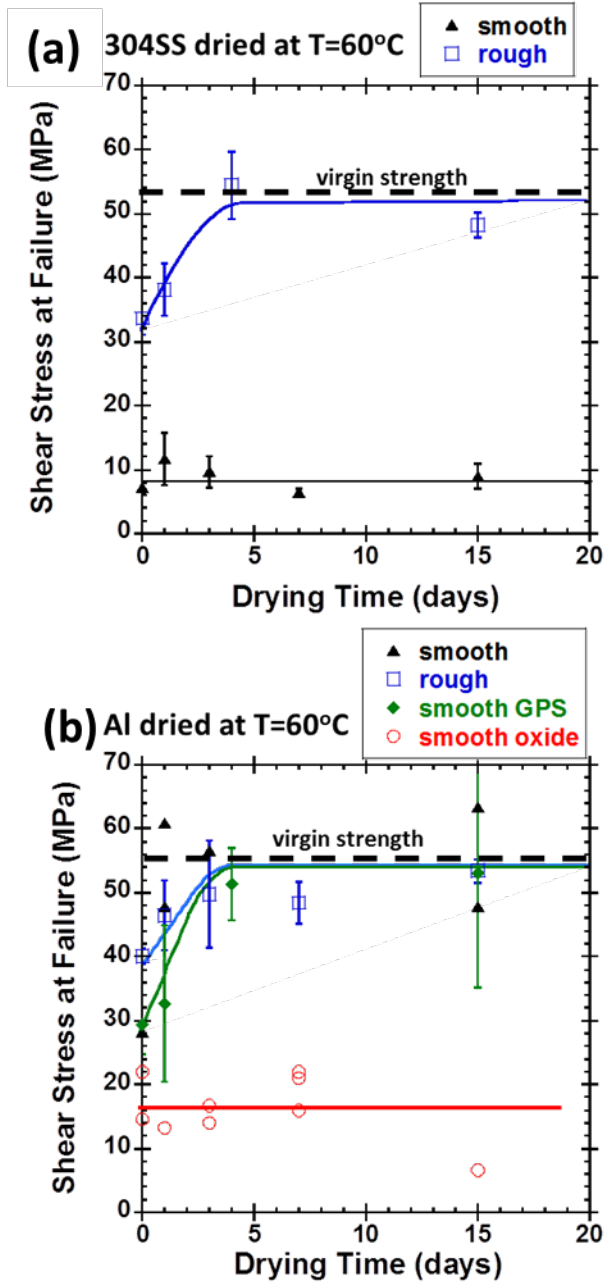 (a) 304SS dried at T=60°C
smooth
rough
70
60
50
40
30
20
10
0
Shear Stress at Failure (MPa)
virgin strength
0 5 10 15 20
Drying Time (days)
smooth
rough
smooth GPS
smooth oxide
(b) Al dried at T=60°C
70
60
50
40
30
20
10
0
Shear Stress at Failure (MPa)
virgin strength
0 5 10 15 20
Drying Time (days)